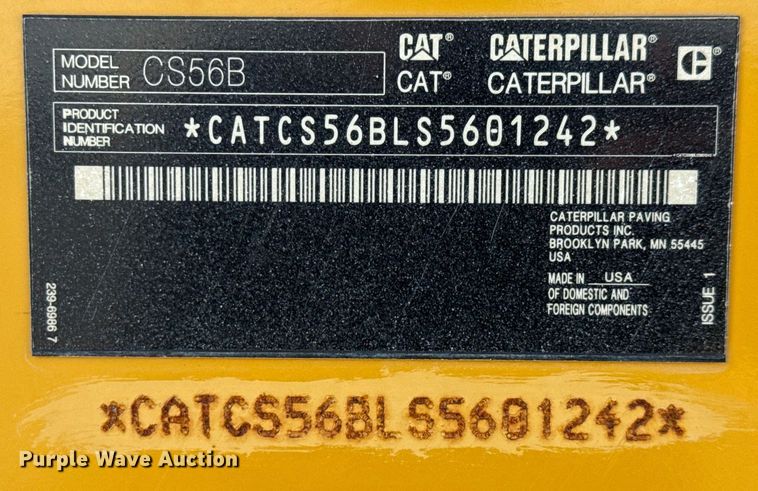 MODEL NUMBER CS56B
CAT® CATERPILLAR®
CAT® CATERPILLAR®
PRODUCT IDENTIFICATION NUMBER *CATCS56BLS5601242*
CATERPILLAR PAVING
PRODUCTS INC.
BROOKLYN PARK, MN 55445
USA
MADE IN USA
OF DOMESTIC AND
FOREIGN COMPONENTS
ISSUE 1
239-6986 7
*CATCS56BLS5601242*
Purple Wave Auction